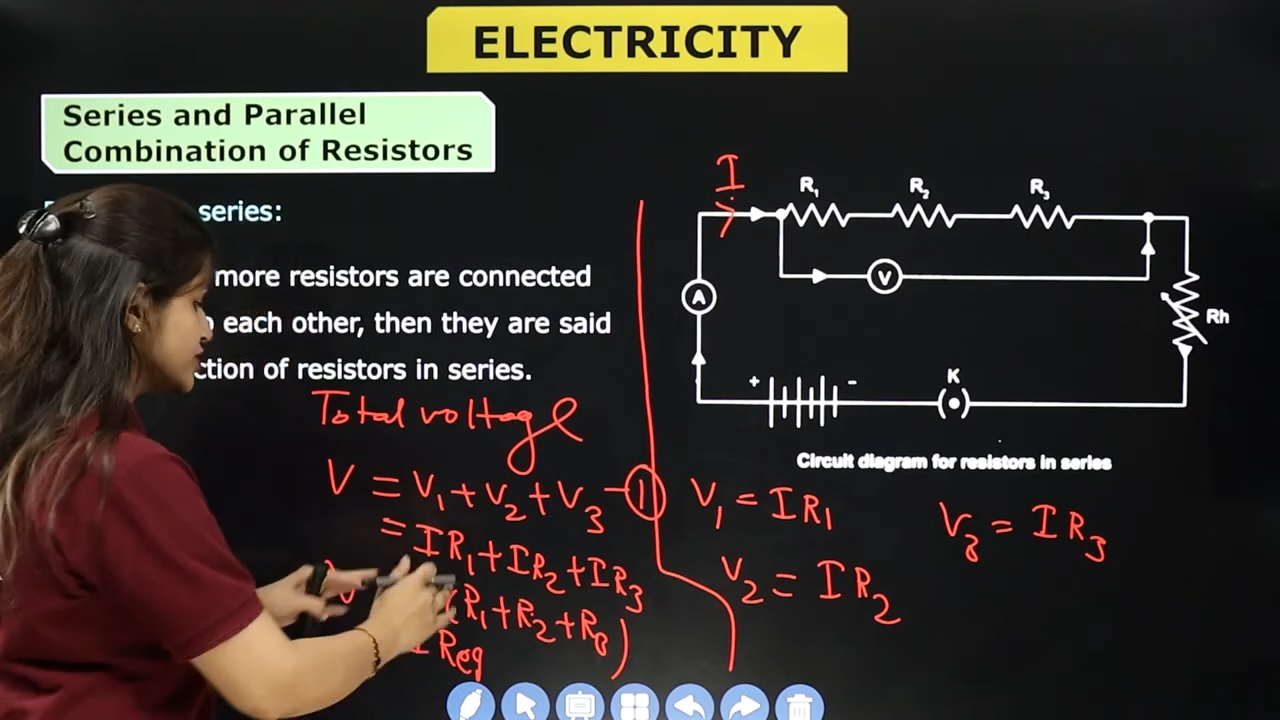 ELECTRICITY
Series and Parallel
Combination of Resistors
series:
more resistors are connected
each other, then they are said
ction of resistors in series.
I
R₁ R₂ R₃
V
A
Rh
+ -
K
( • )
Circuit diagram for resistors in series
Total voltage
V = V₁ + V₂ + V₃ - ①
= IR₁ + IR₂ + IR₃
(R₁ + R₂ + R₃)
I Req
V₁ = IR₁
V₂ = IR₂
V₃ = IR₃